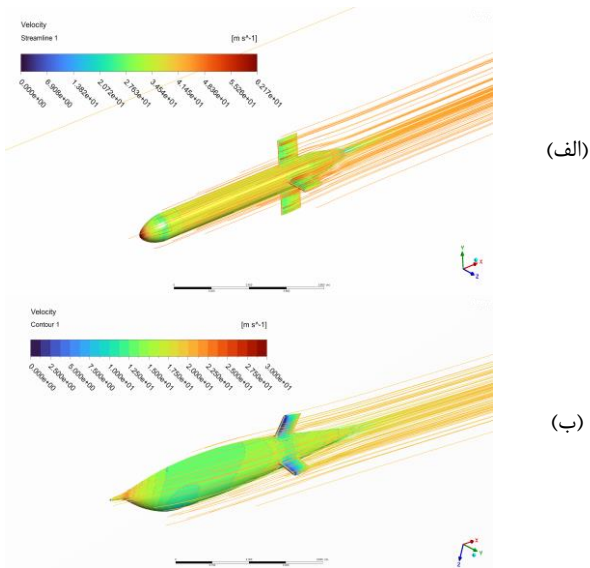 Velocity
Streamline 1
[m s^-1]
0.000e+00
6.908e+00
1.382e+01
2.072e+01
2.763e+01
3.454e+01
4.145e+01
4.836e+01
5.526e+01
6.217e+01
(الف)
Y
X
Z
Velocity
Contour 1
[m s^-1]
0.000e+00
2.500e+00
5.000e+00
7.500e+00
1.000e+01
1.250e+01
1.500e+01
1.750e+01
2.000e+01
2.250e+01
2.500e+01
2.750e+01
3.000e+01
(ب)
X
Y
Z